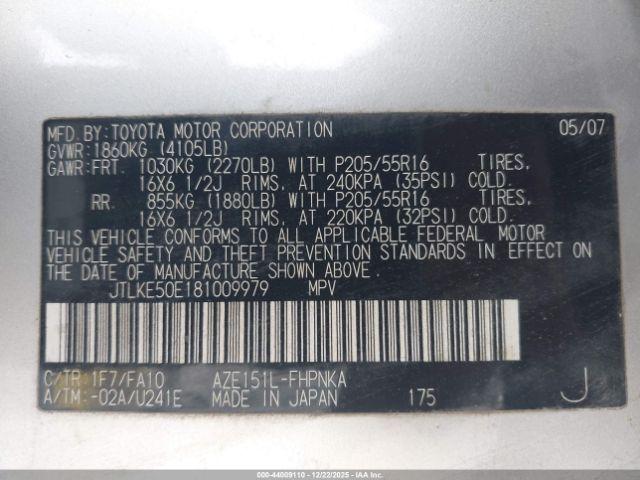 MFD.BY:TOYOTA MOTOR CORPORATION 05/07
GVWR:1860KG (4105LB)
GAWR:FRT. 1030KG (2270LB) WITH P205/55R16 TIRES,
16X6 1/2J RIMS, AT 240KPA (35PSI) COLD.
RR. 855KG (1880LB) WITH P205/55R16 TIRES,
16X6 1/2J RIMS, AT 220KPA (32PSI) COLD.
THIS VEHICLE CONFORMS TO ALL APPLICABLE FEDERAL MOTOR
VEHICLE SAFETY AND THEFT PREVENTION STANDARDS IN EFFECT ON
THE DATE OF MANUFACTURE SHOWN ABOVE.
JTLKE50E181009979 MPV
C/TR:1F7/FA10 AZE151L-FHPNKA
A/TM:-02A/U241E MADE IN JAPAN 175 J
000-44009110 - 12/22/2025 - IAAI.COM